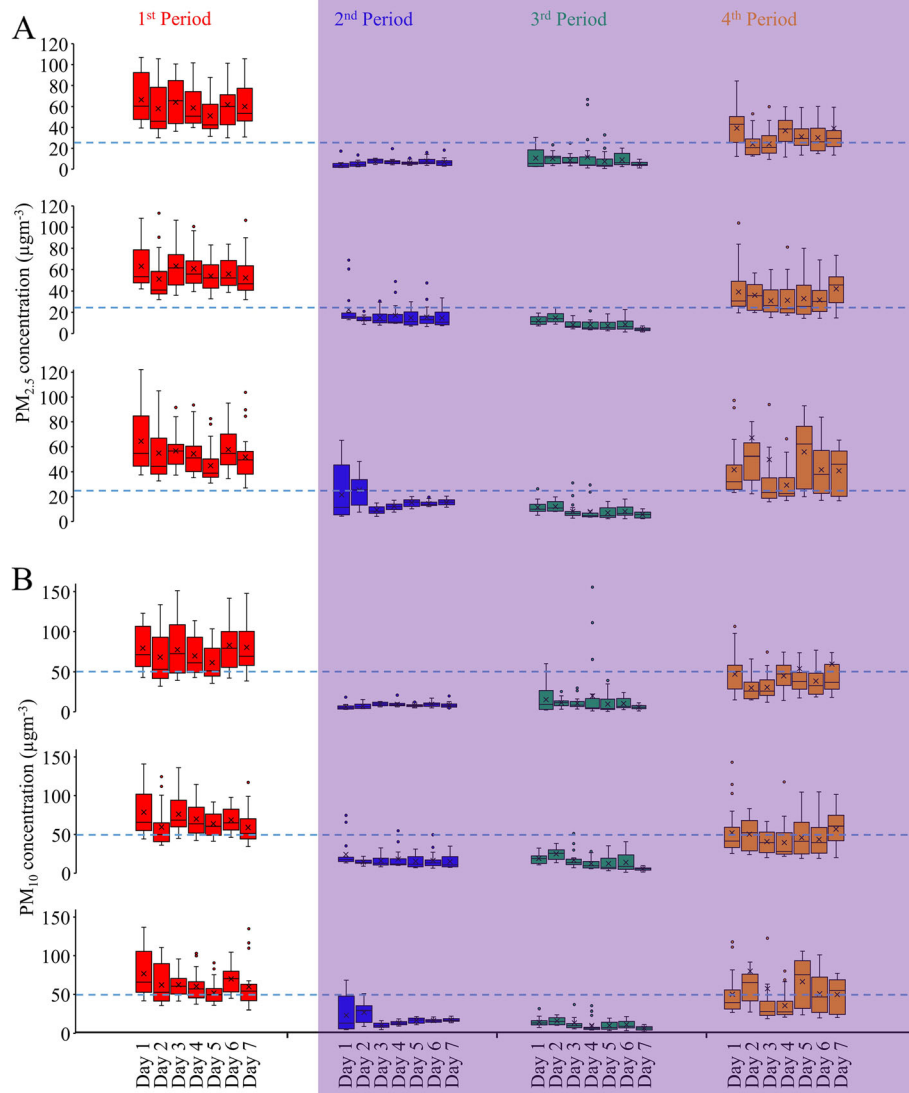 1st Period 2nd Period 3rd Period 4th Period
A
120
100
80
60
40
20
0
120
100
80
60
40
20
0
120
100
80
60
40
20
0
PM2.5 concentration (µgm-3)
B
150
100
50
0
150
100
50
0
150
100
50
0
PM10 concentration (µgm-3)
Day 1
Day 2
Day 3
Day 4
Day 5
Day 6
Day 7
Day 1
Day 2
Day 3
Day 4
Day 5
Day 6
Day 7
Day 1
Day 2
Day 3
Day 4
Day 5
Day 6
Day 7
Day 1
Day 2
Day 3
Day 4
Day 5
Day 6
Day 7